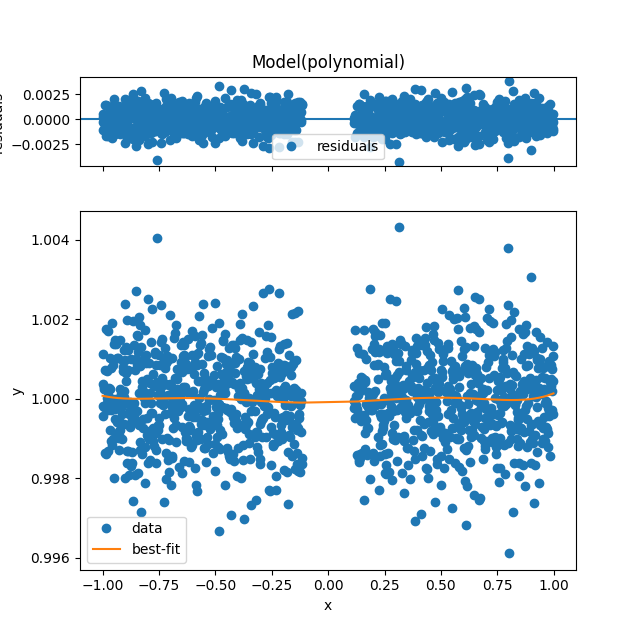 Model(polynomial)
0.0025
0.0000
−0.0025
residuals
residuals
1.004
1.002
1.000
0.998
0.996
y
data
best-fit
−1.00 −0.75 −0.50 −0.25 0.00 0.25 0.50 0.75 1.00
x